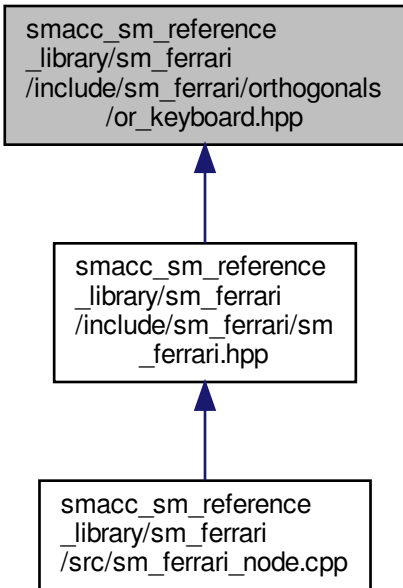 smacc_sm_reference
_library/sm_ferrari
/include/sm_ferrari/orthogonals
/or_keyboard.hpp
smacc_sm_reference
_library/sm_ferrari
/include/sm_ferrari/sm
_ferrari.hpp
smacc_sm_reference
_library/sm_ferrari
/src/sm_ferrari_node.cpp